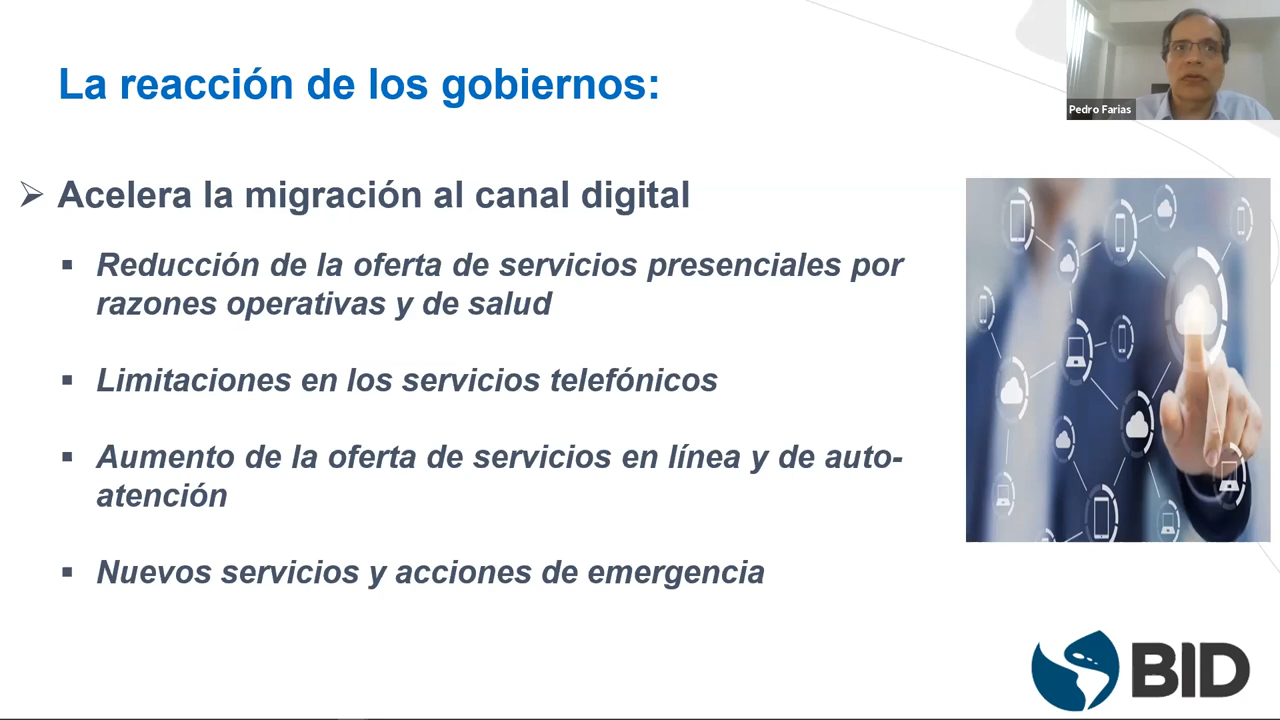 La reacción de los gobiernos:
Pedro Farias
➢ Acelera la migración al canal digital
▪ Reducción de la oferta de servicios presenciales por
razones operativas y de salud
▪ Limitaciones en los servicios telefónicos
▪ Aumento de la oferta de servicios en línea y de auto-
atención
▪ Nuevos servicios y acciones de emergencia
BID